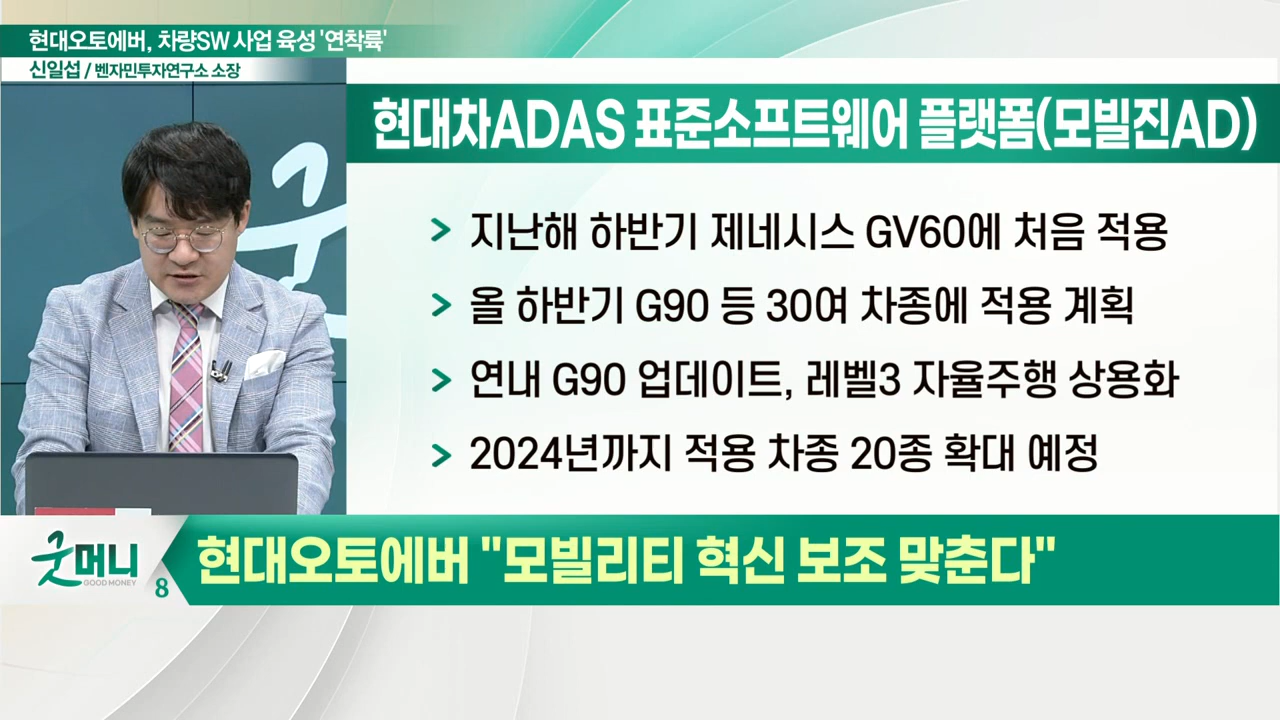 현대오토에버, 차량SW 사업 육성 '연착륙'
신일섭 / 벤자민투자연구소 소장
현대차ADAS 표준소프트웨어 플랫폼(모빌진AD)
> 지난해 하반기 제네시스 GV60에 처음 적용
> 올 하반기 G90 등 30여 차종에 적용 계획
> 연내 G90 업데이트, 레벨3 자율주행 상용화
> 2024년까지 적용 차종 20종 확대 예정
굿머니
GOOD MONEY
8
현대오토에버 "모빌리티 혁신 보조 맞춘다"